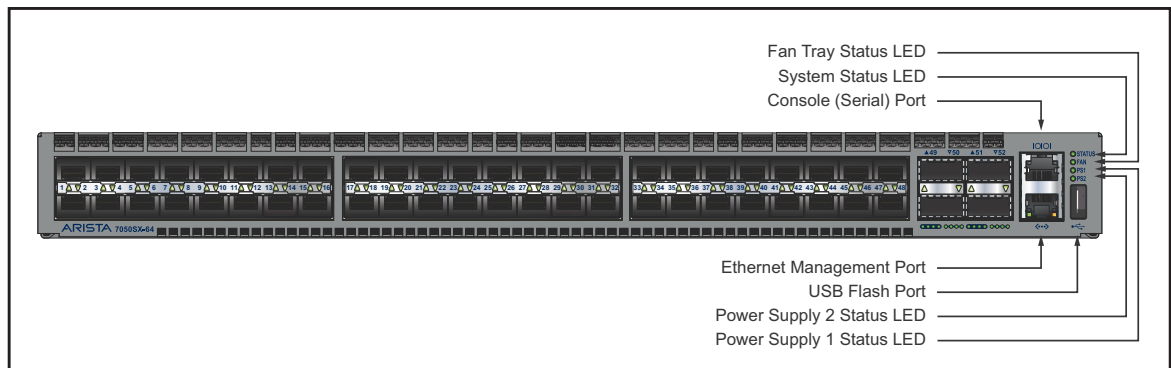 Fan Tray Status LED
System Status LED
Console (Serial) Port
IOIOI
▲49 ▼50 ▲51 ▼52
STATUS
FAN
PS1
PS2
1 2 3 4 5 6 7 8 9 10 11 12 13 14 15 16
17 18 19 20 21 22 23 24 25 26 27 28 29 30 31 32
33 34 35 36 37 38 39 40 41 42 43 44 45 46 47 48
ARISTA 7050SX-64
Ethernet Management Port
USB Flash Port
Power Supply 2 Status LED
Power Supply 1 Status LED